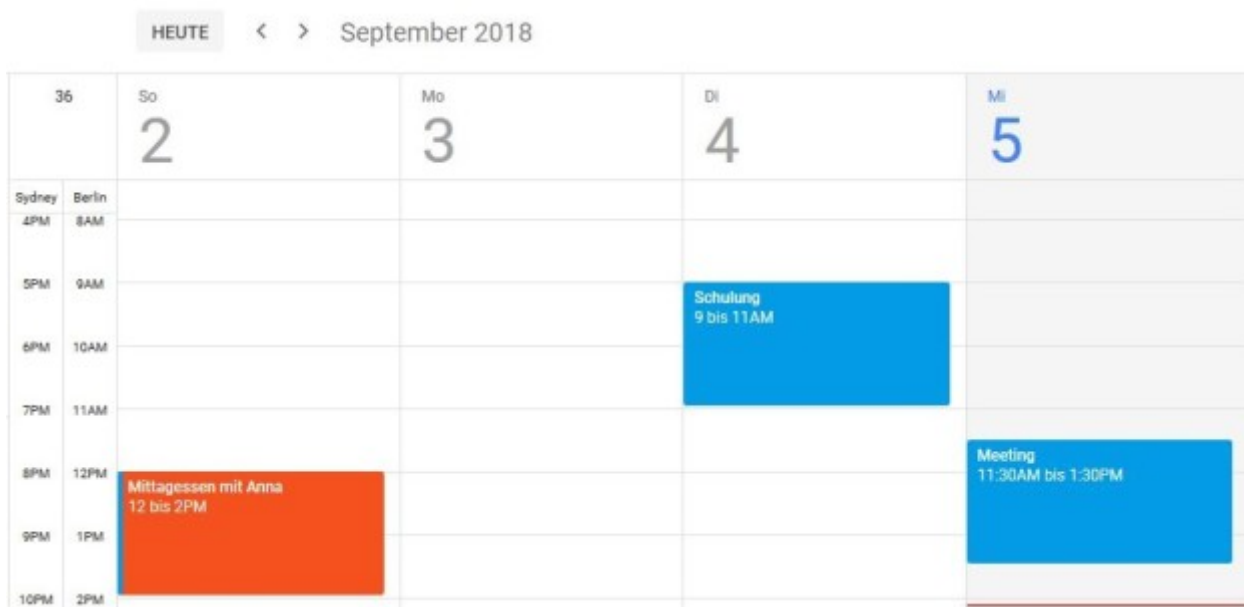 HEUTE < > September 2018
36 So Mo Di Mi
2 3 4 5
Sydney Berlin
4PM 8AM
5PM 9AM
Schulung
9 bis 11AM
6PM 10AM
7PM 11AM
Meeting
11:30AM bis 1:30PM
8PM 12PM
Mittagessen mit Anna
12 bis 2PM
9PM 1PM
10PM 2PM